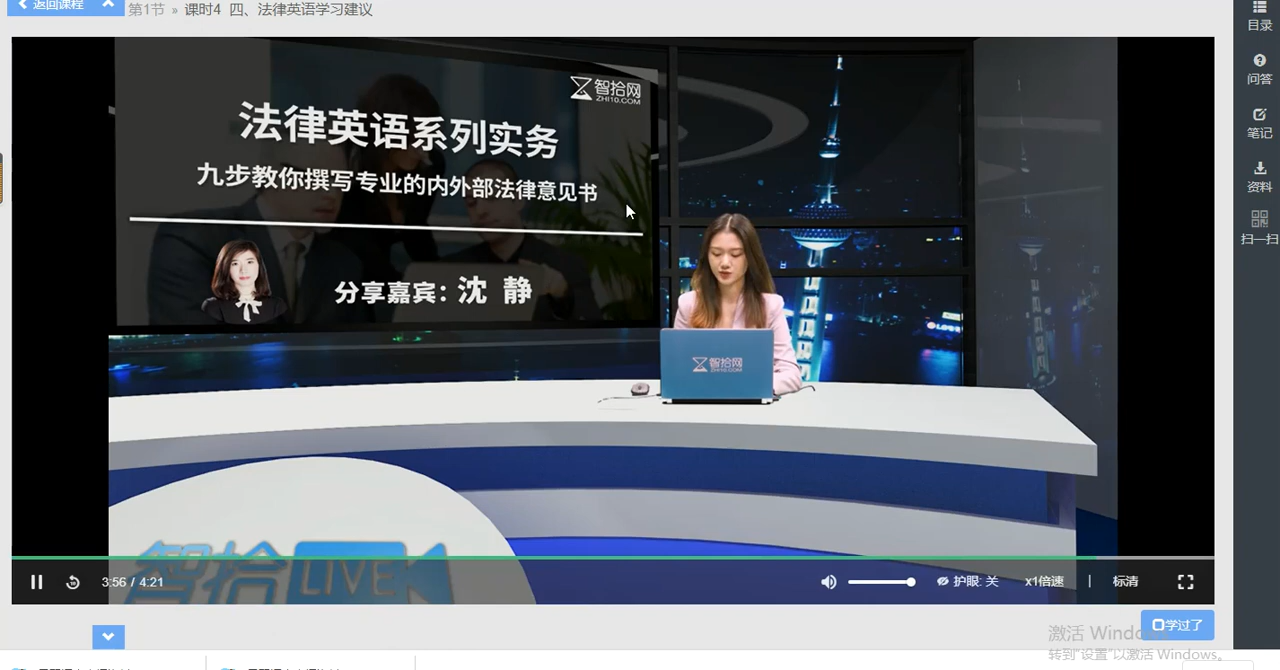 返回课程
第1节 » 课时4 四、法律英语学习建议
目录
问答
笔记
资料
扫一扫
智拾网
ZHI10.COM
法律英语系列实务
九步教你撰写专业的内外部法律意见书
分享嘉宾：沈 静
智拾网
ZHI10.COM
智拾 LIVE
3:56 / 4:21
护眼: 关
x1倍速
标清
学过了
激活 Windows
转到"设置"以激活 Windows。